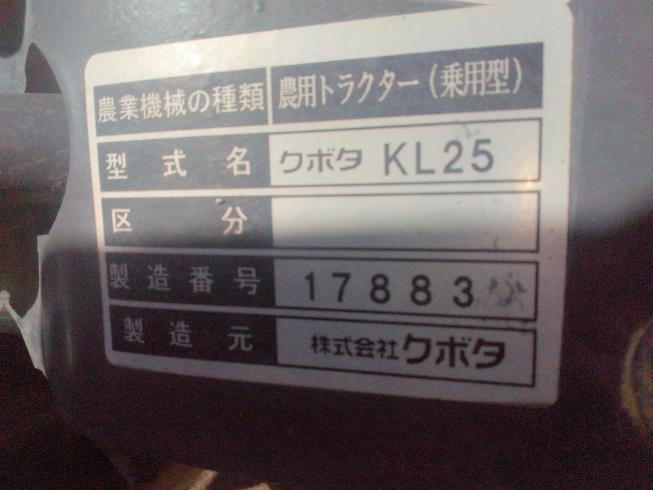 農業機械の種類 農用トラクター(乗用型)
型式名 クボタ KL25
区分
製造番号 17883
製造元 株式会社クボタ